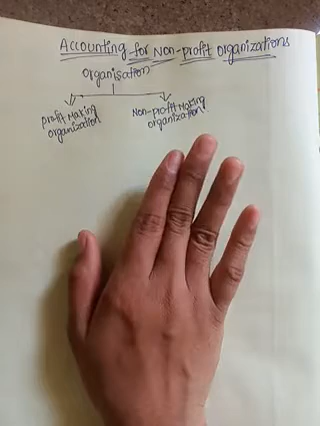 Accounting for Non-profit organizations
Organisation
Profit Making
organization
Non-Profit Making
organization